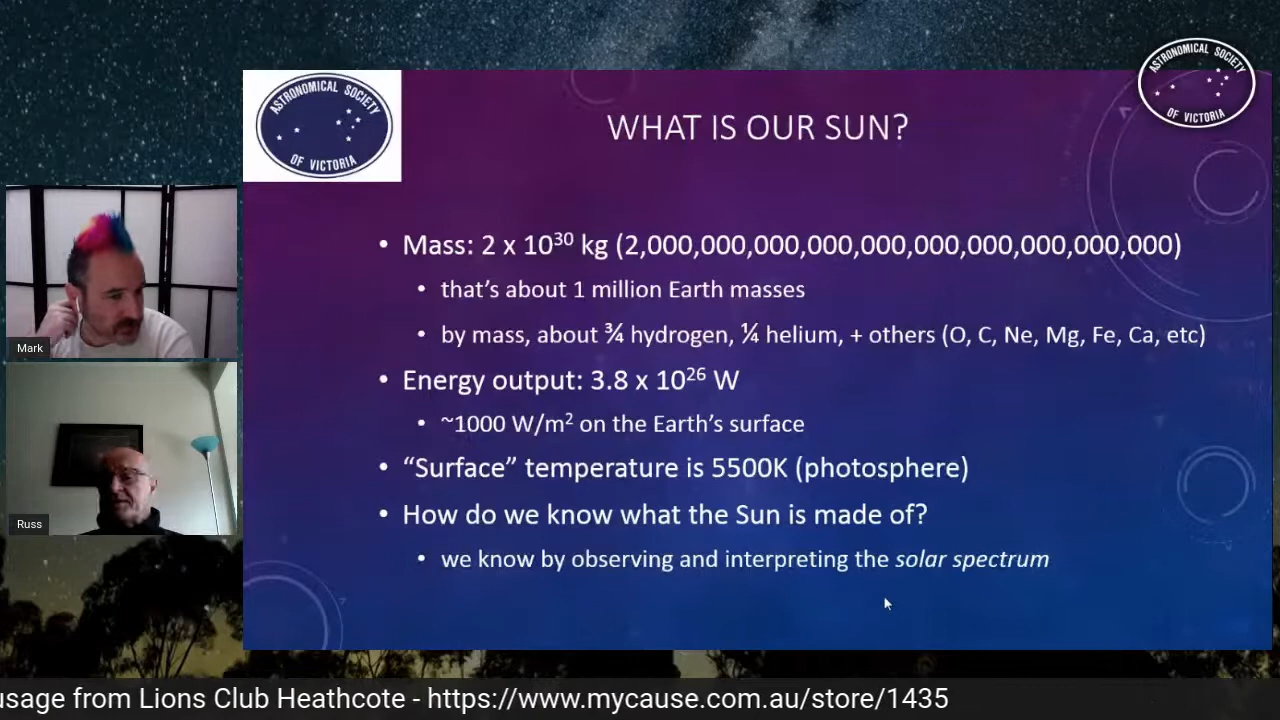 ASTRONOMICAL SOCIETY
OF VICTORIA
ASTRONOMICAL SOCIETY
OF VICTORIA
WHAT IS OUR SUN?
• Mass: 2 x 10³⁰ kg (2,000,000,000,000,000,000,000,000,000,000)
• that's about 1 million Earth masses
• by mass, about ¾ hydrogen, ¼ helium, + others (O, C, Ne, Mg, Fe, Ca, etc)
• Energy output: 3.8 x 10²⁶ W
• ~1000 W/m² on the Earth's surface
• “Surface” temperature is 5500K (photosphere)
• How do we know what the Sun is made of?
• we know by observing and interpreting the solar spectrum
Mark
Russ
usage from Lions Club Heathcote - https://www.mycause.com.au/store/1435